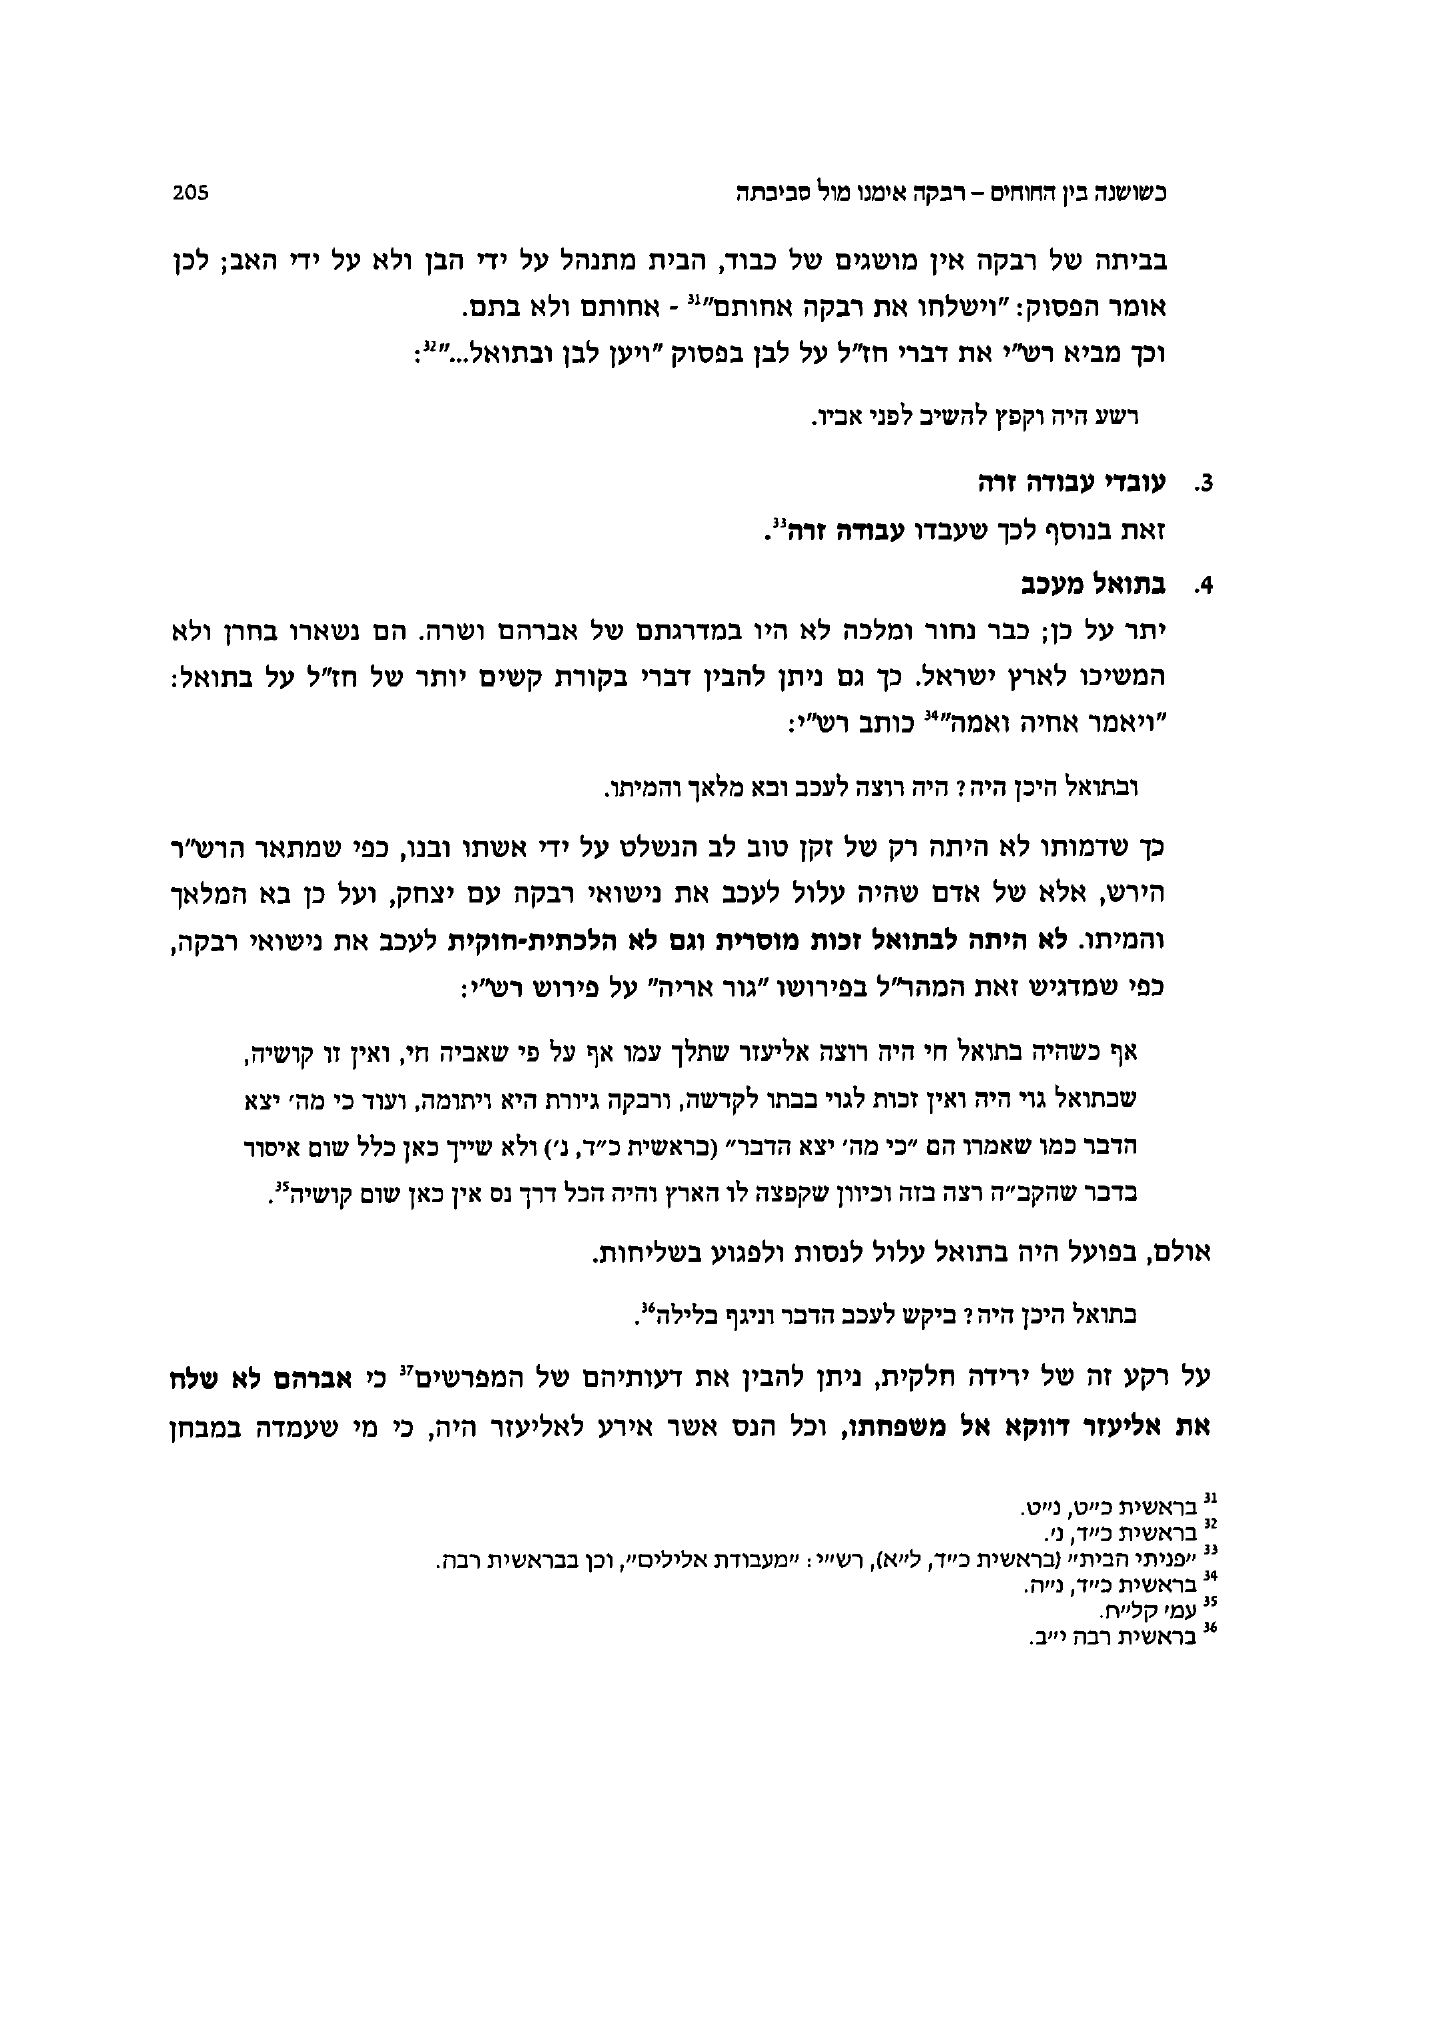 כשושנה בין החוחים – רבקה אימנו מול סביבתה 205
בביתה של רבקה אין מושגים של כבוד, הבית מתנהל על ידי הבן ולא על ידי האב; לכן
אומר הפסוק: "וישלחו את רבקה אחותם"31 - אחותם ולא בתם.
וכך מביא רש"י את דברי חז"ל על לבן בפסוק "ויען לבן ובתואל..."32:
רשע היה וקפץ להשיב לפני אביו.
3. עובדי עבודה זרה
זאת בנוסף לכך שעבדו עבודה זרה33.
4. בתואל מעכב
יתר על כן; כבר נחור ומלכה לא היו במדרגתם של אברהם ושרה. הם נשארו בחרן ולא
המשיכו לארץ ישראל. כך גם ניתן להבין דברי בקורת קשים יותר של חז"ל על בתואל:
"ויאמר אחיה ואמה"34 כותב רש"י:
ובתואל היכן היה? היה רוצה לעכב ובא מלאך והמיתו.
כך שדמותו לא היתה רק של זקן טוב לב הנשלט על ידי אשתו ובנו, כפי שמתאר הרש"ר
הירש, אלא של אדם שהיה עלול לעכב את נישואי רבקה עם יצחק, ועל כן בא המלאך
והמיתו. לא היתה לבתואל זכות מוסרית וגם לא הלכתית-חוקית לעכב את נישואי רבקה,
כפי שמדגיש זאת המהר"ל בפירושו "גור אריה" על פירוש רש"י:
אף כשהיה בתואל חי היה רוצה אליעזר שתלך עמו אף על פי שאביה חי, ואין זו קושיה,
שבתואל גוי היה ואין זכות לגוי בבתו לקדשה, ורבקה גיורת היא ויתומה, ועוד כי מה' יצא
הדבר כמו שאמרו הם "כי מה' יצא הדבר" (בראשית כ"ד, נ') ולא שייך כאן כלל שום איסור
בדבר שהקב"ה רצה בזה וכיוון שקפצה לו הארץ והיה הכל דרך נס אין כאן שום קושיה35.
אולם, בפועל היה בתואל עלול לנסות ולפגוע בשליחות.
בתואל היכן היה? ביקש לעכב הדבר וניגף בלילה36.
על רקע זה של ירידה חלקית, ניתן להבין את דעותיהם של המפרשים37 כי אברהם לא שלח
את אליעזר דווקא אל משפחתו, וכל הנס אשר אירע לאליעזר היה, כי מי שעמדה במבחן
31 בראשית כ"ט, נ"ט.
32 בראשית כ"ד, נ'.
33 "פניתי הבית" (בראשית כ"ד, ל"א), רש"י: "מעבודת אלילים", וכן בבראשית רבה.
34 בראשית כ"ד, נ"ה.
35 עמ' קל"ח.
36 בראשית רבה י"ב.